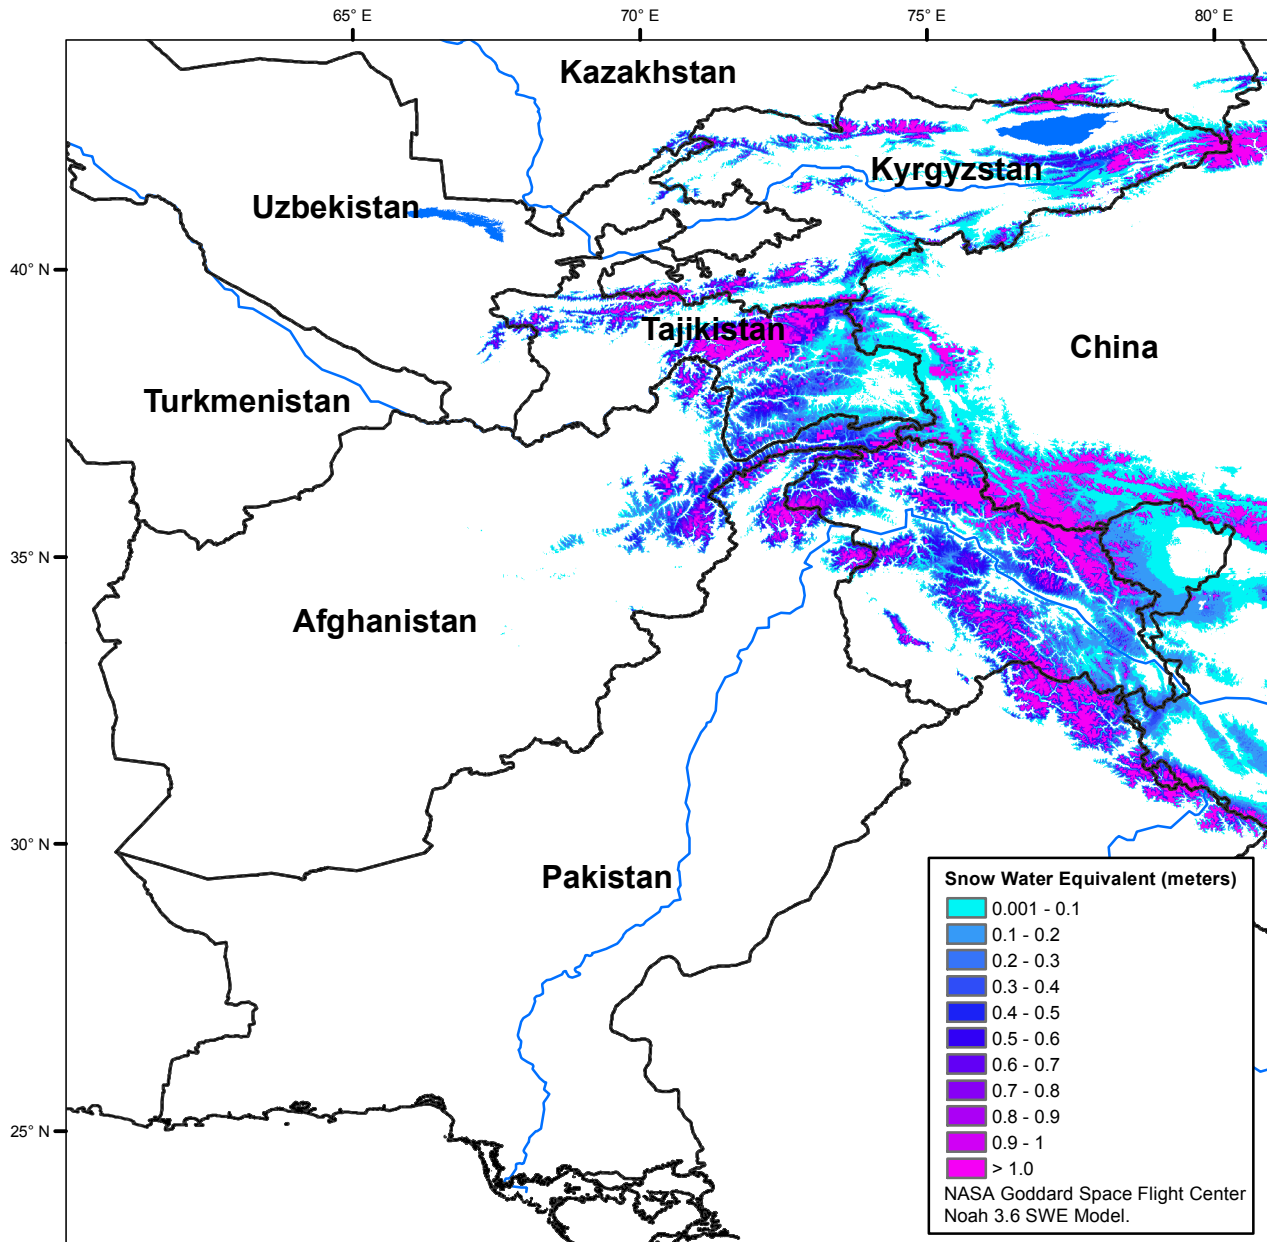 65° E
70° E
75° E
80° E
Kazakhstan
Kyrgyzstan
Uzbekistan
40° N
Tajikistan
China
Turkmenistan
35° N
Afghanistan
30° N
Pakistan
25° N
Snow Water Equivalent (meters)
0.001 - 0.1
0.1 - 0.2
0.2 - 0.3
0.3 - 0.4
0.4 - 0.5
0.5 - 0.6
0.6 - 0.7
0.7 - 0.8
0.8 - 0.9
0.9 - 1
> 1.0
NASA Goddard Space Flight Center
Noah 3.6 SWE Model.